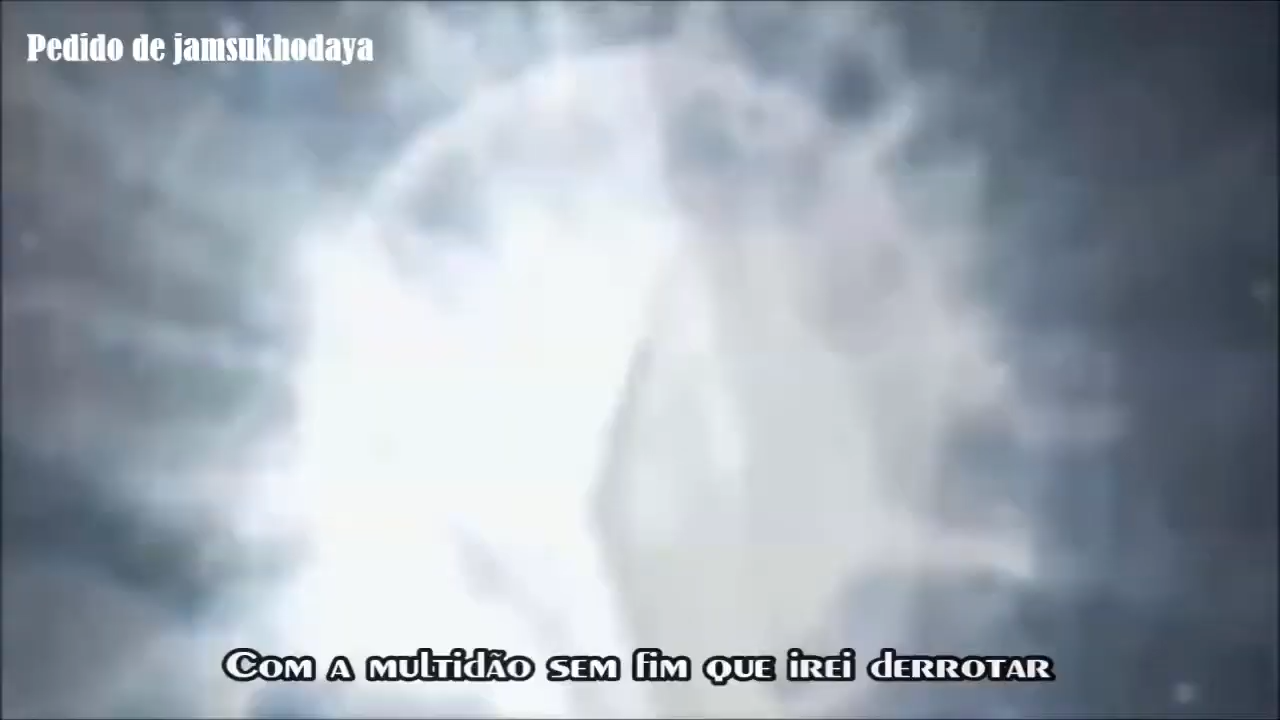 Pedido de jamsukhodaya
Com a multidão sem fim que irei derrotar